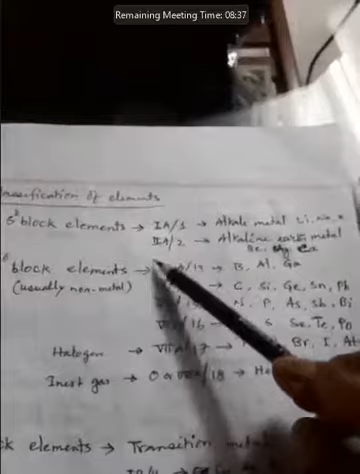 Remaining Meeting Time: 08:37
classification of elements
block elements → IA/1 → Alkali metal Li, Na, K
IIA/2 → Alkaline earth metal
Be, Mg Ca
block elements → /13 → B, Al, Ga
(usually non-metal) → C, Si, Ge, Sn, Pb
N, P, As, Sb, Bi
/16 S Se, Te, Po
Halogen → VIIA/17 → Br, I, At
Inert gas → 0 or /18 → He
elements → Transition